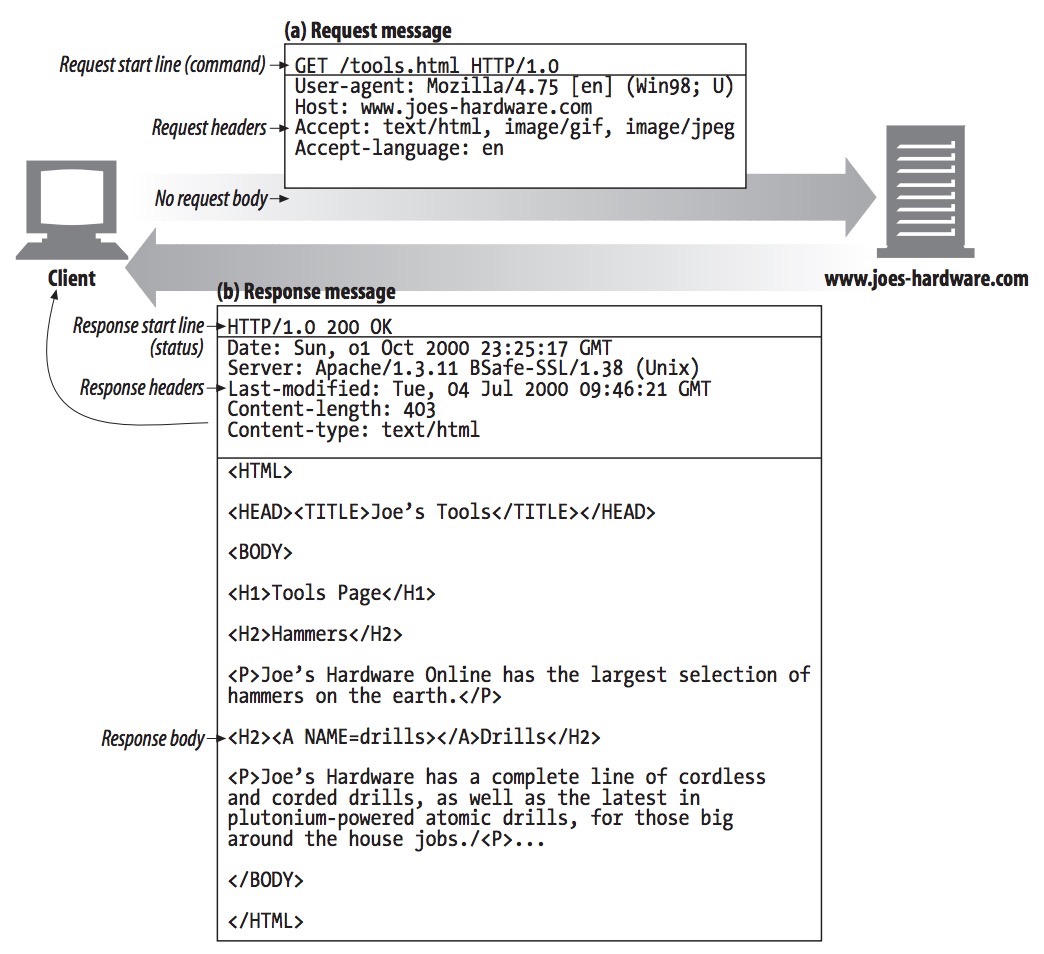 (a) Request message
Request start line (command)
GET /tools.html HTTP/1.0
User-agent: Mozilla/4.75 [en] (Win98; U)
Host: www.joes-hardware.com
Request headers
Accept: text/html, image/gif, image/jpeg
Accept-language: en
No request body
Client
www.joes-hardware.com
(b) Response message
Response start line
(status)
HTTP/1.0 200 OK
Date: Sun, o1 Oct 2000 23:25:17 GMT
Server: Apache/1.3.11 BSafe-SSL/1.38 (Unix)
Response headers
Last-modified: Tue, 04 Jul 2000 09:46:21 GMT
Content-length: 403
Content-type: text/html
<HTML>
<HEAD><TITLE>Joe’s Tools</TITLE></HEAD>
<BODY>
<H1>Tools Page</H1>
<H2>Hammers</H2>
<P>Joe’s Hardware Online has the largest selection of
hammers on the earth.</P>
Response body
<H2><A NAME=drills></A>Drills</H2>
<P>Joe’s Hardware has a complete line of cordless
and corded drills, as well as the latest in
plutonium-powered atomic drills, for those big
around the house jobs./<P>...
</BODY>
</HTML>